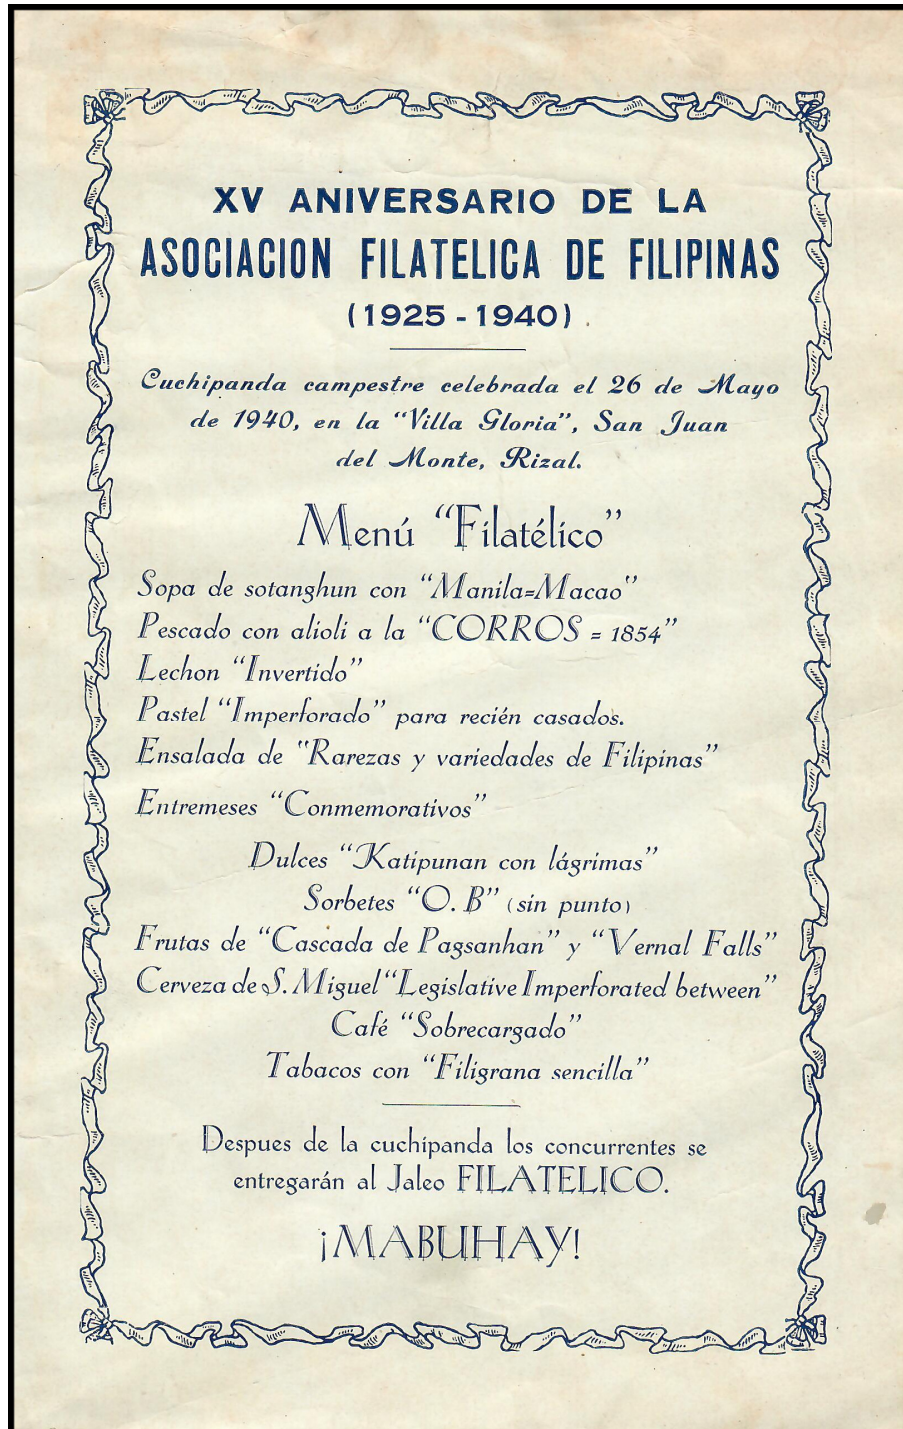 XV ANIVERSARIO DE LA
ASOCIACION FILATELICA DE FILIPINAS
(1925 - 1940)
Cuchipanda campestre celebrada el 26 de Mayo
de 1940, en la "Villa Gloria", San Juan
del Monte, Rizal.
Menú "Filatélico"
Sopa de sotanghun con "Manila=Macao"
Pescado con alioli a la "CORROS = 1854"
Lechon "Invertido"
Pastel "Imperforado" para recién casados.
Ensalada de "Rarezas y variedades de Filipinas"
Entremeses "Conmemorativos"
Dulces "Katipunan con lágrimas"
Sorbetes "O. B" (sin punto)
Frutas de "Cascada de Pagsanhan" y "Vernal Falls"
Cerveza de S. Miguel "Legislative Imperforated between"
Café "Sobrecargado"
Tabacos con "Filigrana sencilla"
Despues de la cuchipanda los concurrentes se
entregarán al Jaleo FILATELICO.
¡MABUHAY!